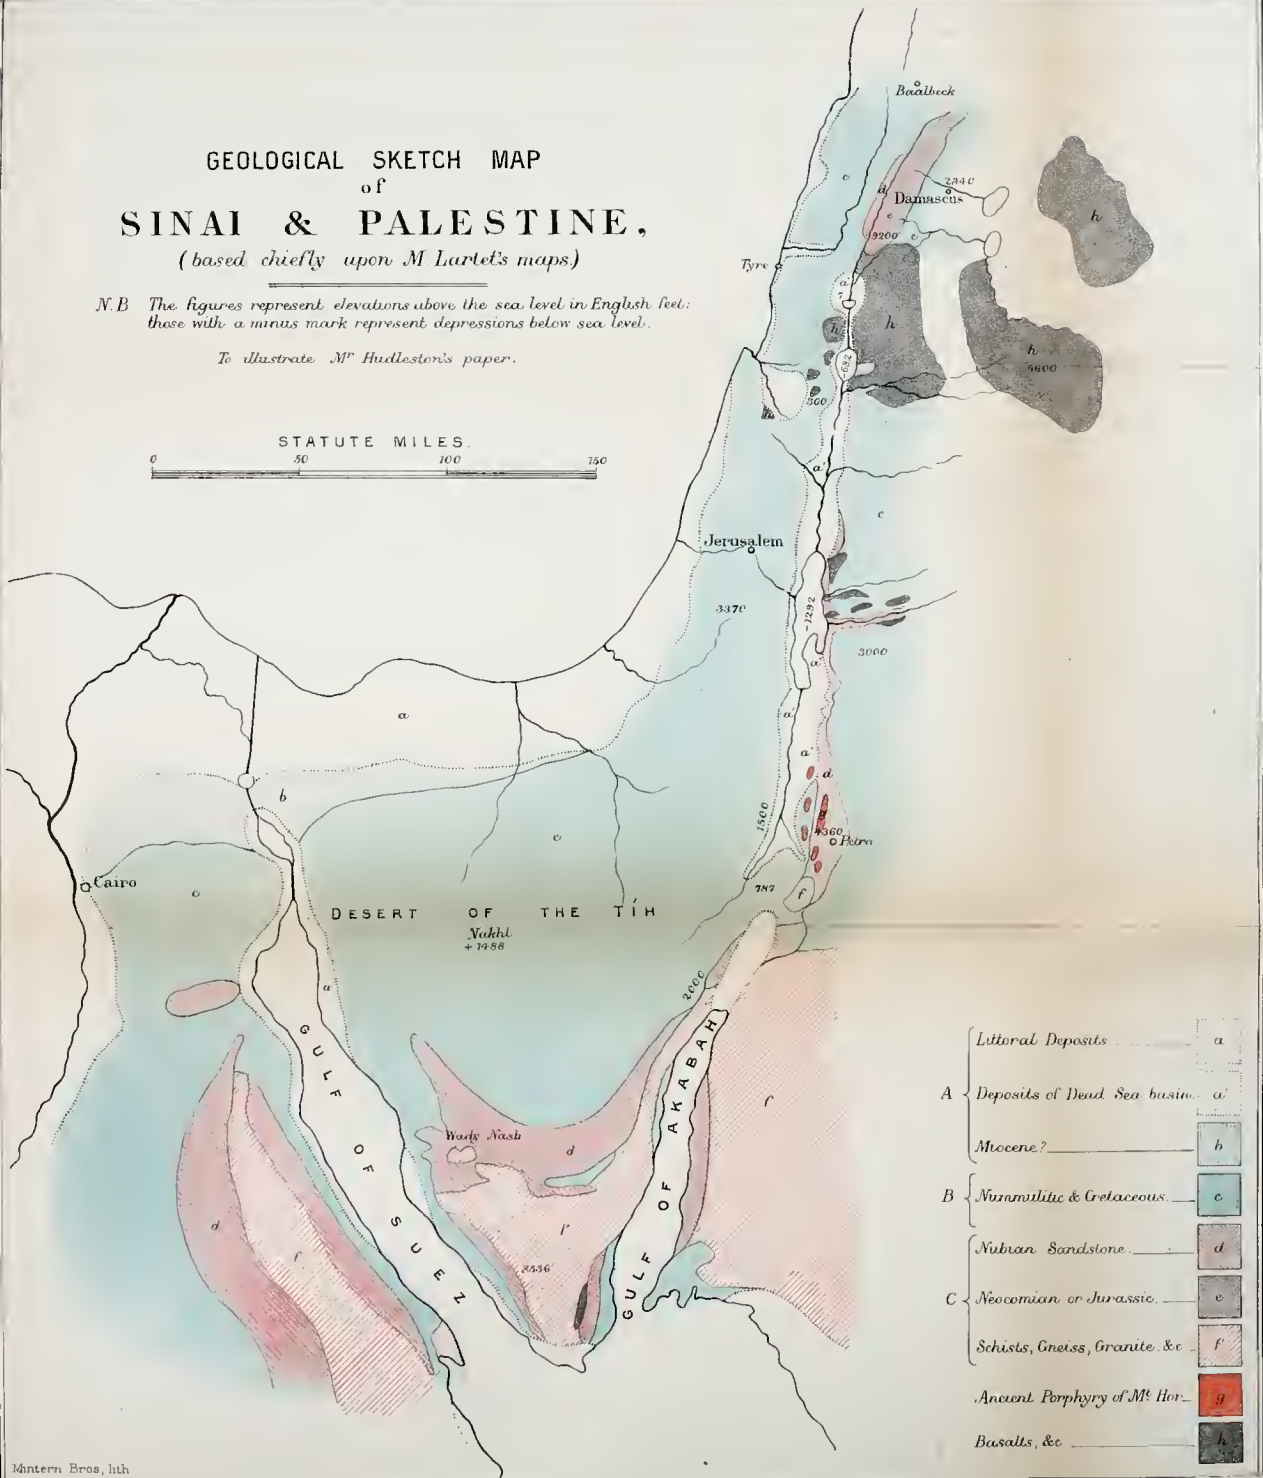 GEOLOGICAL SKETCH MAP
of
SINAI & PALESTINE,
(based chiefly upon M Lartet's maps.)
N.B The figures represent elevations above the sea level in English feet:
those with a minus mark represent depressions below sea level.
To illustrate Mr Hudleston's paper.
STATUTE MILES.
0 50 100 150
Baalbeck
c
d
2340
Damascus
e
9200
c
h
Tyre
a'
h
h
h
5600
-682
300
h
a'
c
Jerusalem
-1292
3370
3000
a'
a
a'
a'
d
b
1500
g
4360
Petra
c
Cairo
c
787
f
DESERT OF THE TÍH
Nakhl
+ 1488
2000
a
GULF OF SUEZ
GULF OF AKABAH
f
Wady Nasb
d
d
f
f
8536
A
Littoral Deposits a
Deposits of Dead Sea basin a'
Miocene? b
B
Nummulitic & Cretaceous. c
C
Nubian Sandstone d
Neocomian or Jurassic. e
Schists, Gneiss, Granite. &c f
Ancient Porphyry of Mt Hor g
Basalts, &c h
Mintern Bros, lith